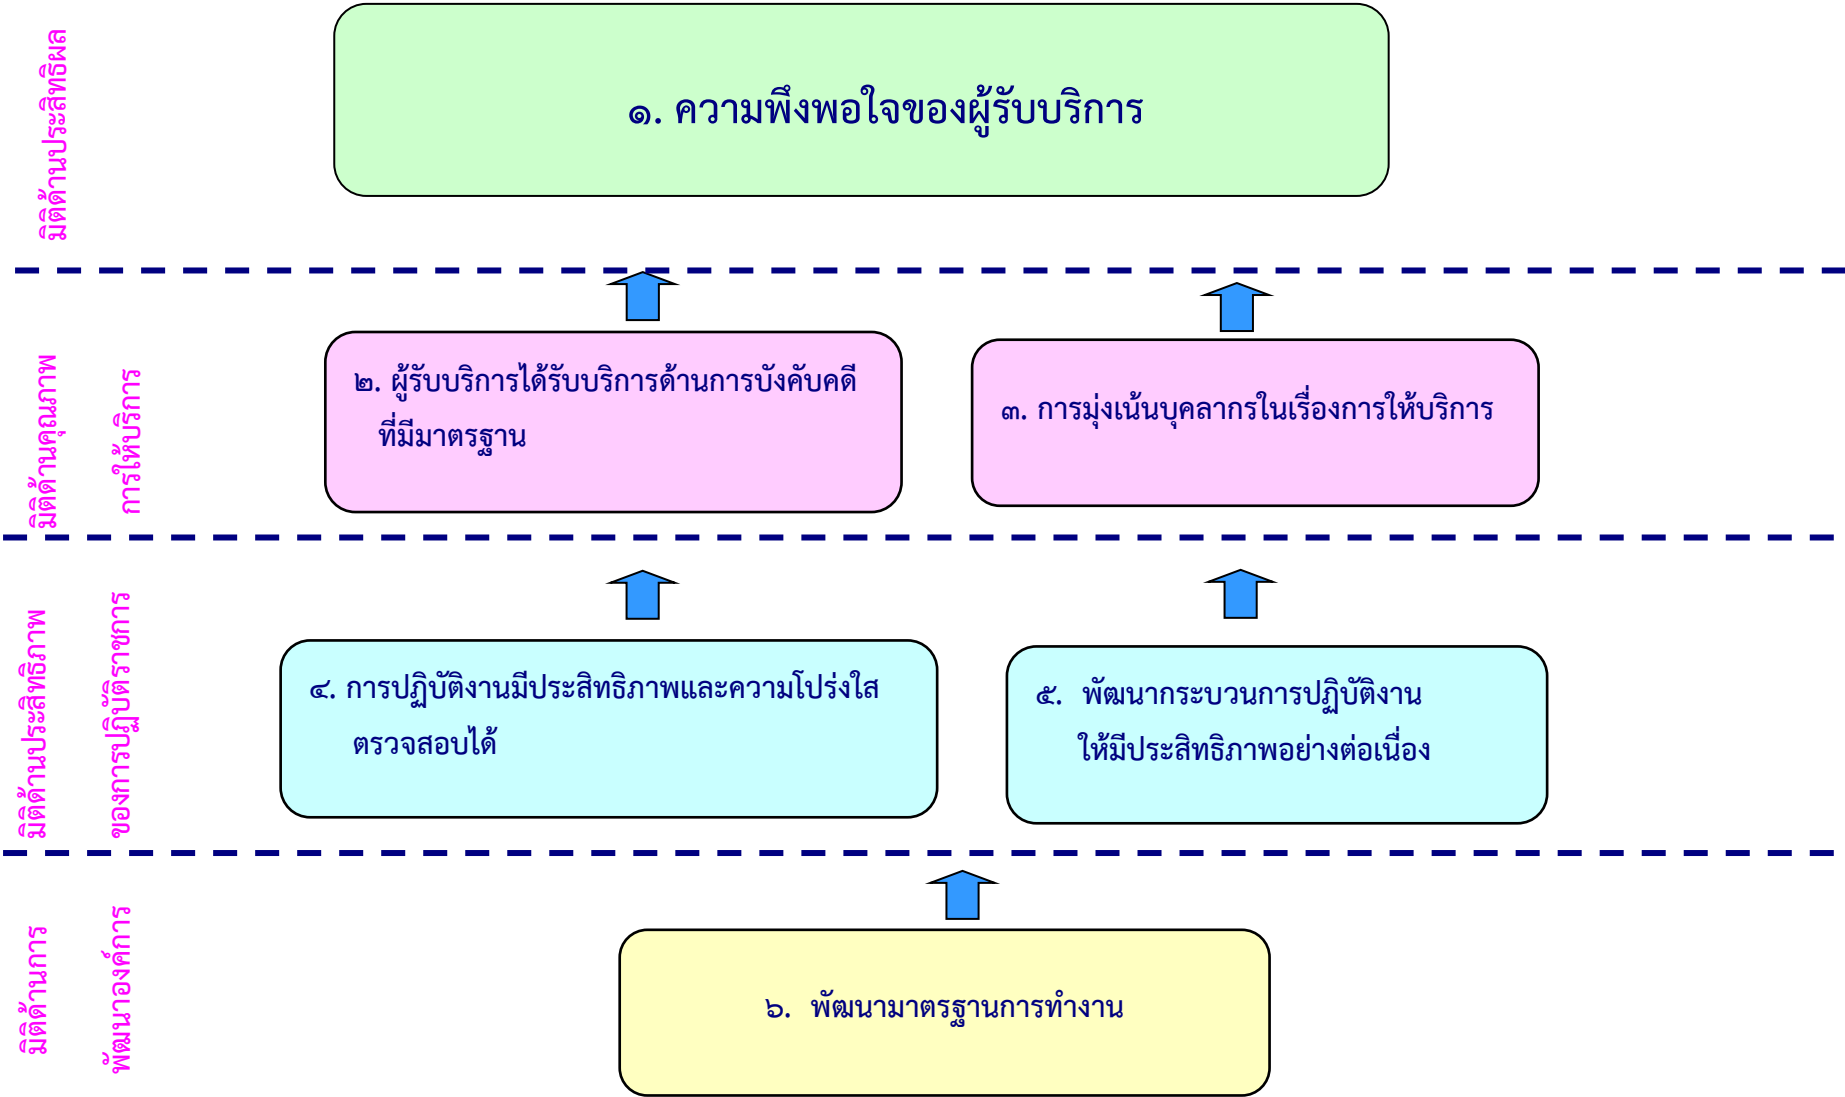 มิติด้านประสิทธิผล
๑. ความพึงพอใจของผู้รับบริการ
มิติด้านคุณภาพ
การให้บริการ
๒. ผู้รับบริการได้รับบริการด้านการบังคับคดี
ที่มีมาตรฐาน
๓. การมุ่งเน้นบุคลากรในเรื่องการให้บริการ
มิติด้านประสิทธิภาพ
ของการปฏิบัติราชการ
๔. การปฏิบัติงานมีประสิทธิภาพและความโปร่งใส
ตรวจสอบได้
๕. พัฒนากระบวนการปฏิบัติงาน
ให้มีประสิทธิภาพอย่างต่อเนื่อง
มิติด้านการ
พัฒนาองค์การ
๖. พัฒนามาตรฐานการทำงาน